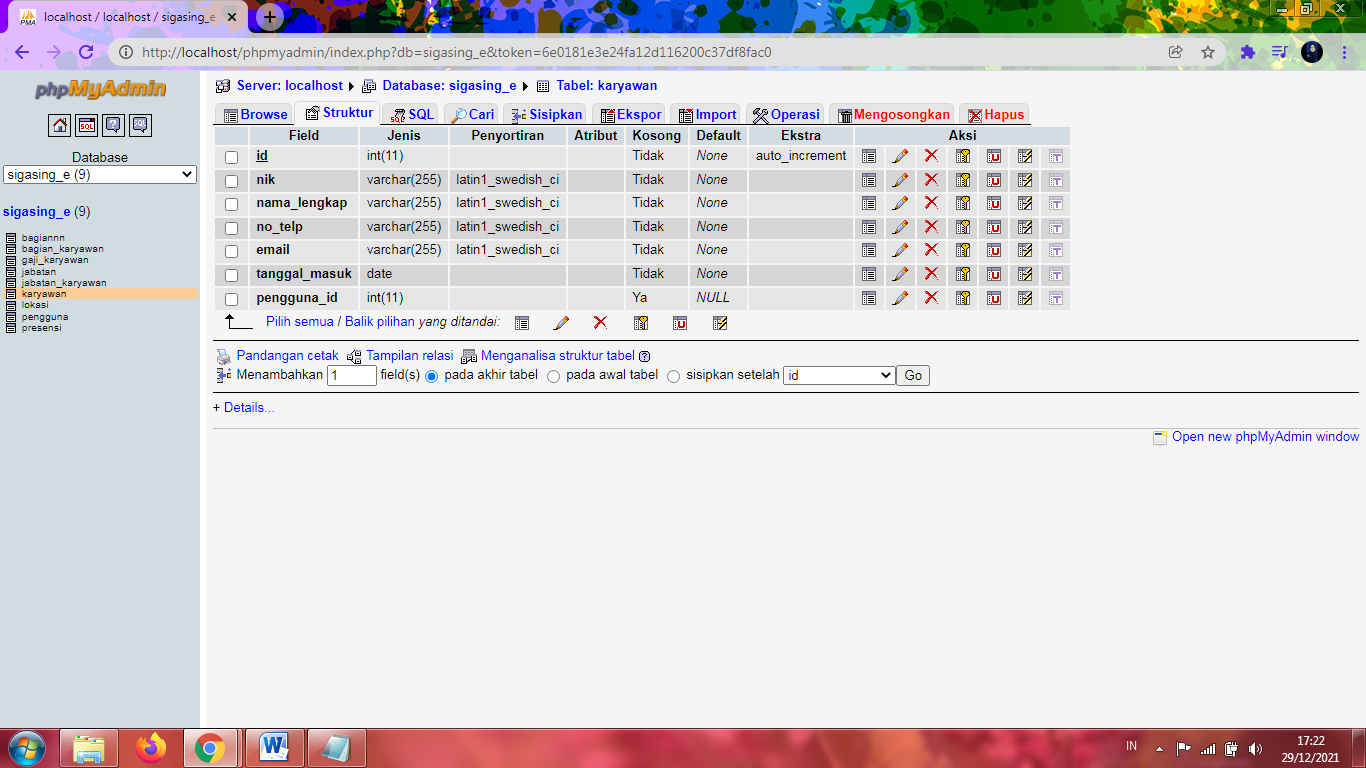 localhost / localhost / sigasing_e
http://localhost/phpmyadmin/index.php?db=sigasing_e&token=6e0181e3e24fa12d116200c37df8fac0
phpMyAdmin
Database
sigasing_e (9)
sigasing_e (9)
bagiannn
bagian_karyawan
gaji_karyawan
jabatan
jabatan_karyawan
karyawan
lokasi
pengguna
presensi
Server: localhost Database: sigasing_e Tabel: karyawan
Browse Struktur SQL Cari Sisipkan Ekspor Import Operasi Mengosongkan Hapus
Field Jenis Penyortiran Atribut Kosong Default Ekstra Aksi
id int(11) Tidak None auto_increment
nik varchar(255) latin1_swedish_ci Tidak None
nama_lengkap varchar(255) latin1_swedish_ci Tidak None
no_telp varchar(255) latin1_swedish_ci Tidak None
email varchar(255) latin1_swedish_ci Tidak None
tanggal_masuk date Tidak None
pengguna_id int(11) Ya NULL
Pilih semua / Balik pilihan yang ditandai:
Pandangan cetak Tampilan relasi Menganalisa struktur tabel
Menambahkan 1 field(s) pada akhir tabel pada awal tabel sisipkan setelah id Go
+ Details...
Open new phpMyAdmin window
IN
17:22
29/12/2021